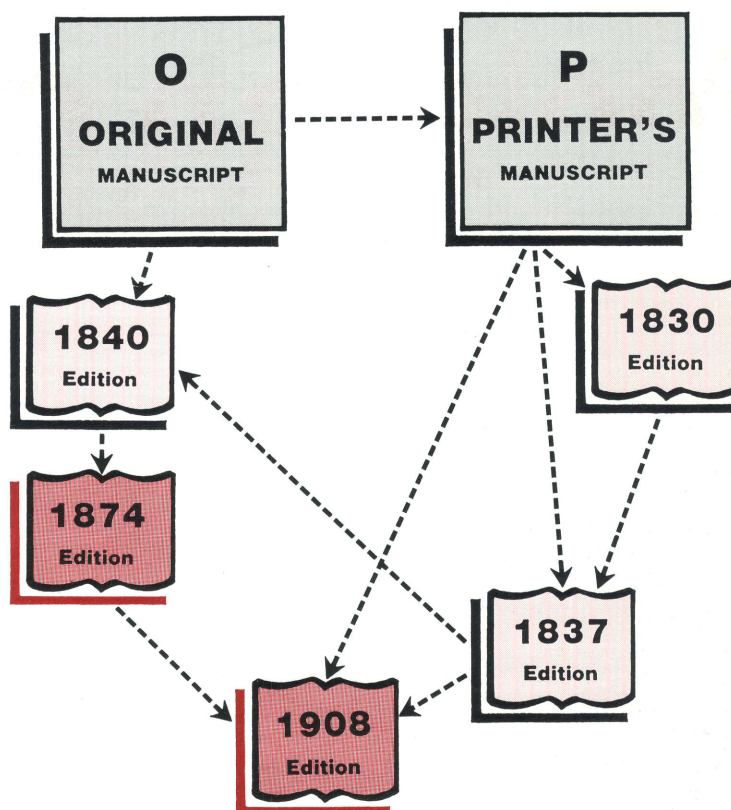 O
ORIGINAL
MANUSCRIPT
P
PRINTER'S
MANUSCRIPT
1840
Edition
1830
Edition
1874
Edition
1837
Edition
1908
Edition